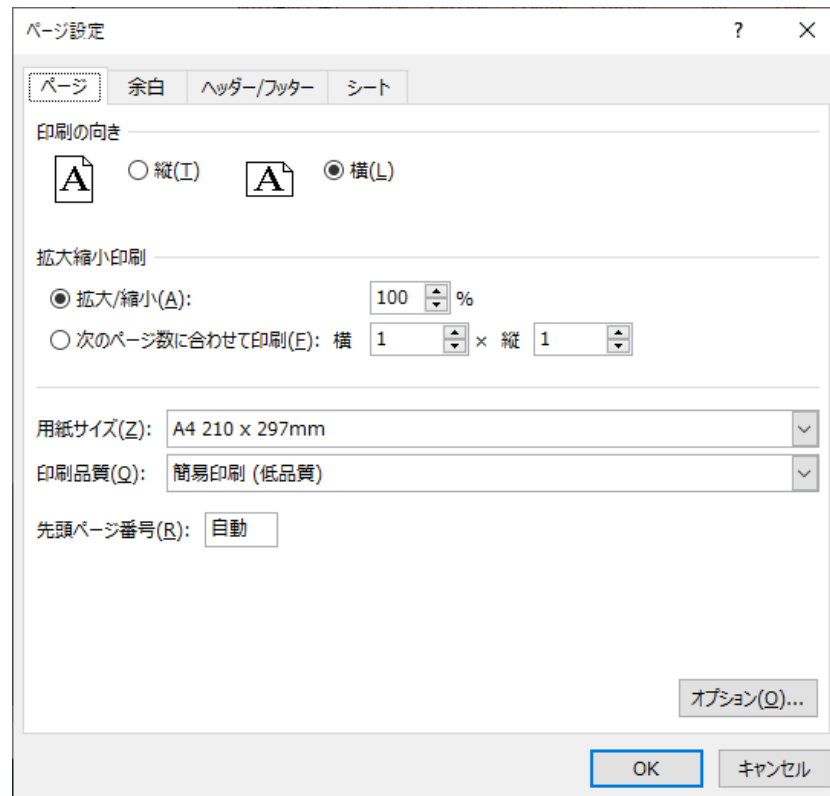 ページ設定 ? ×
ページ 余白 ヘッダー/フッター シート
印刷の向き
A 縦(T) A 横(L)
拡大縮小印刷
拡大/縮小(A): 100 %
次のページ数に合わせて印刷(F): 横 1 × 縦 1
用紙サイズ(Z): A4 210 x 297mm
印刷品質(Q): 簡易印刷 (低品質)
先頭ページ番号(R): 自動
オプション(O)...
OK キャンセル